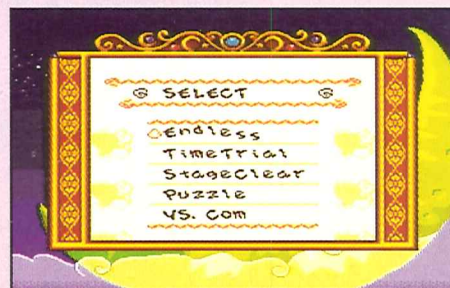 SELECT
Endless
TimeTrial
StageClear
Puzzle
VS. Com